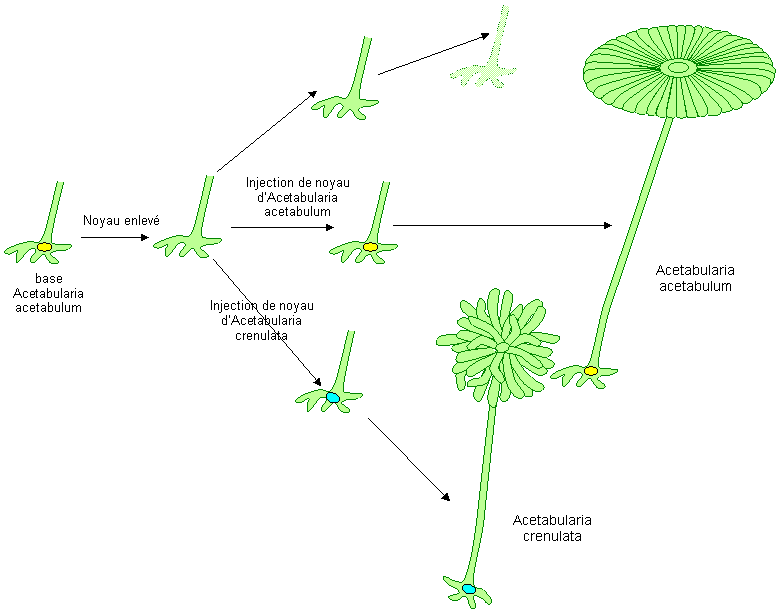 Injection de noyau
d'Acetabularia
acetabulum
Noyau enlevé
base
Acetabularia
acetabulum
Acetabularia
acetabulum
Injection de noyau
d'Acetabularia
crenulata
Acetabularia
crenulata